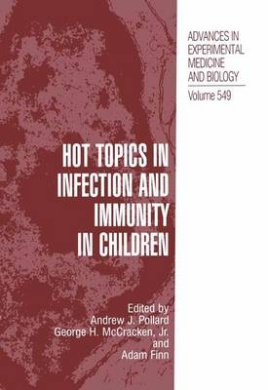 ADVANCES IN
EXPERIMENTAL
MEDICINE
AND BIOLOGY
Volume 549
HOT TOPICS IN
INFECTION AND
IMMUNITY
IN CHILDREN
Edited by
Andrew J. Pollard
George H. McCracken, Jr.
and
Adam Finn